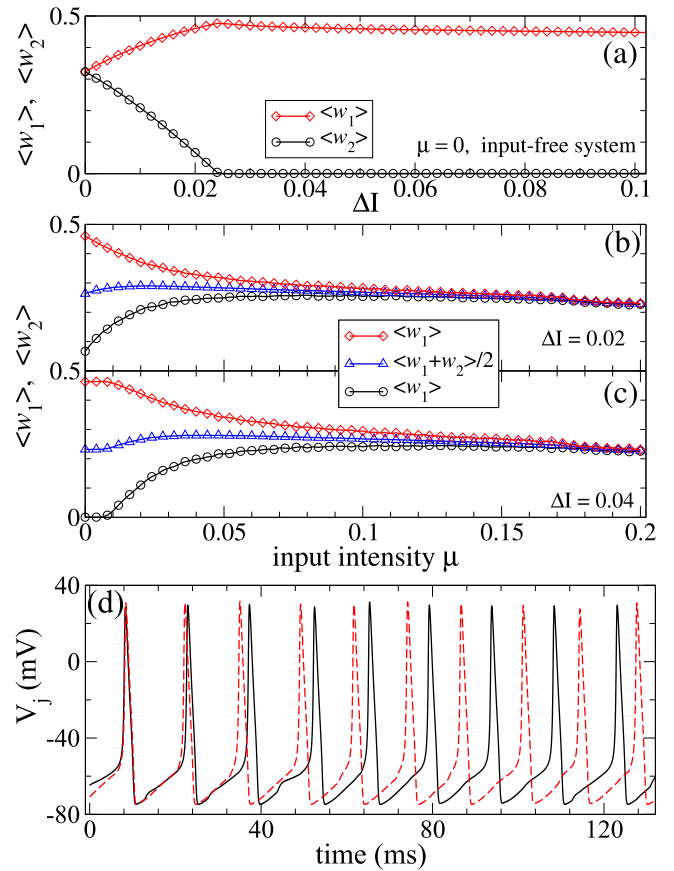 0.5
(a)
<w1>, <w2>
<w1>
<w2>
μ = 0, input-free system
0
0 0.02 0.04 0.06 0.08 0.1
ΔI
0.5
(b)
<w1>, <w2>
ΔI = 0.02
<w1>
<w1+w2>/2
<w1>
0.5
(c)
ΔI = 0.04
0
0 0.05 0.1 0.15 0.2
input intensity μ
40
(d)
0
-40
-80
Vj (mV)
0 40 80 120
time (ms)